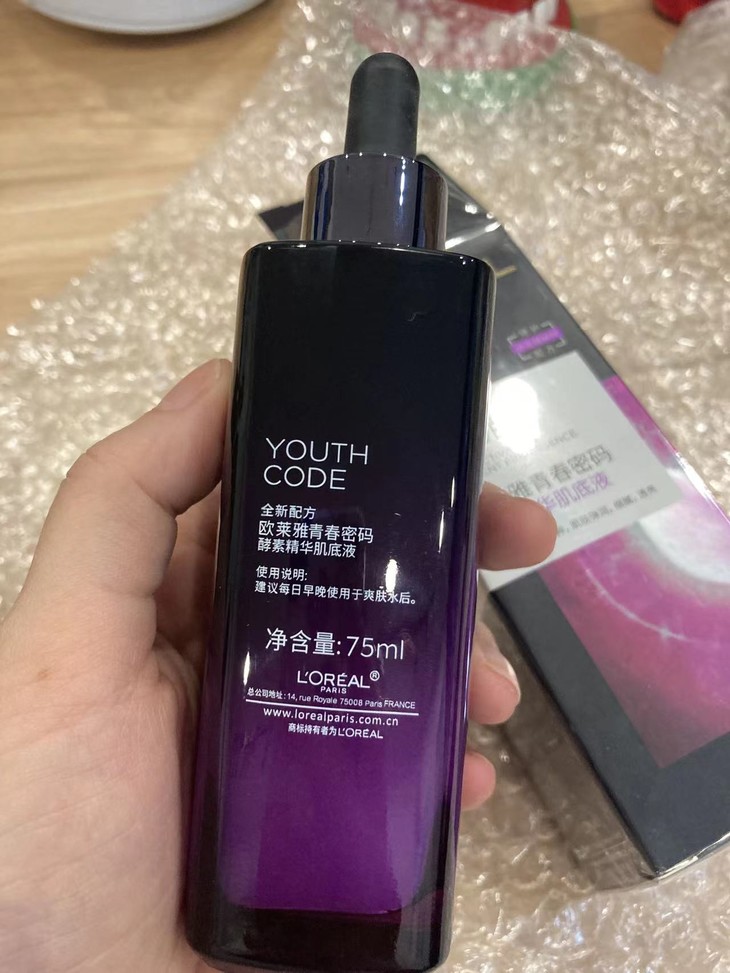 YOUTH
CODE
全新配方
欧莱雅青春密码
酵素精华肌底液
使用说明:
建议每日早晚使用于爽肤水后。
净含量:75ml
L'ORÉAL®
PARIS
总公司地址:14, rue Royale 75008 Paris FRANCE
www.lorealparis.com.cn
商标持有者为L'ORÉAL
雅青春密码
华肌底液